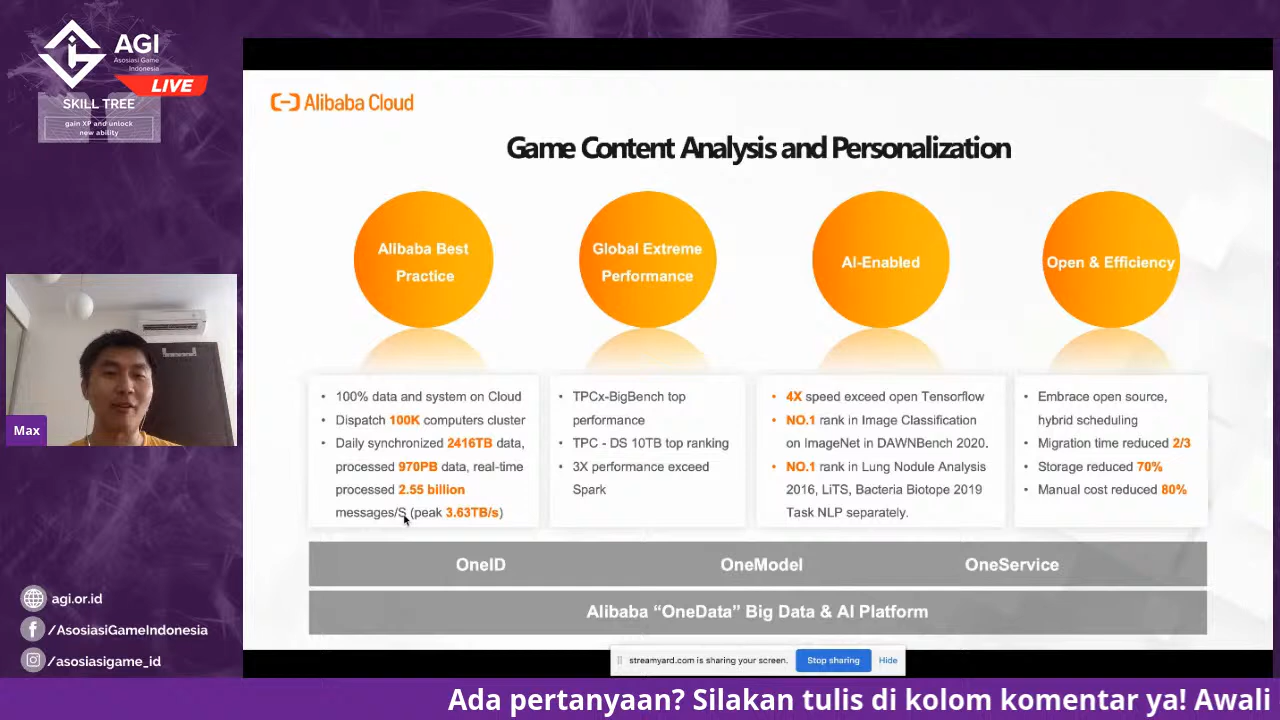 AGI
Asosiasi Game
Indonesia
LIVE
SKILL TREE
gain XP and unlock
new ability
Alibaba Cloud
Game Content Analysis and Personalization
Alibaba Best
Practice
Global Extreme
Performance
AI-Enabled
Open & Efficiency
• 100% data and system on Cloud
• Dispatch 100K computers cluster
• Daily synchronized 2416TB data,
processed 970PB data, real-time
processed 2.55 billion
messages/S (peak 3.63TB/s)
• TPCx-BigBench top
performance
• TPC - DS 10TB top ranking
• 3X performance exceed
Spark
• 4X speed exceed open Tensorflow
• NO.1 rank in Image Classification
on ImageNet in DAWNBench 2020.
• NO.1 rank in Lung Nodule Analysis
2016, LiTS, Bacteria Biotope 2019
Task NLP separately.
• Embrace open source,
hybrid scheduling
• Migration time reduced 2/3
• Storage reduced 70%
• Manual cost reduced 80%
OneID OneModel OneService
Alibaba “OneData” Big Data & AI Platform
Max
agi.or.id
/AsosiasiGameIndonesia
/asosiasigame_id
streamyard.com is sharing your screen. Stop sharing Hide
Ada pertanyaan? Silakan tulis di kolom komentar ya! Awali